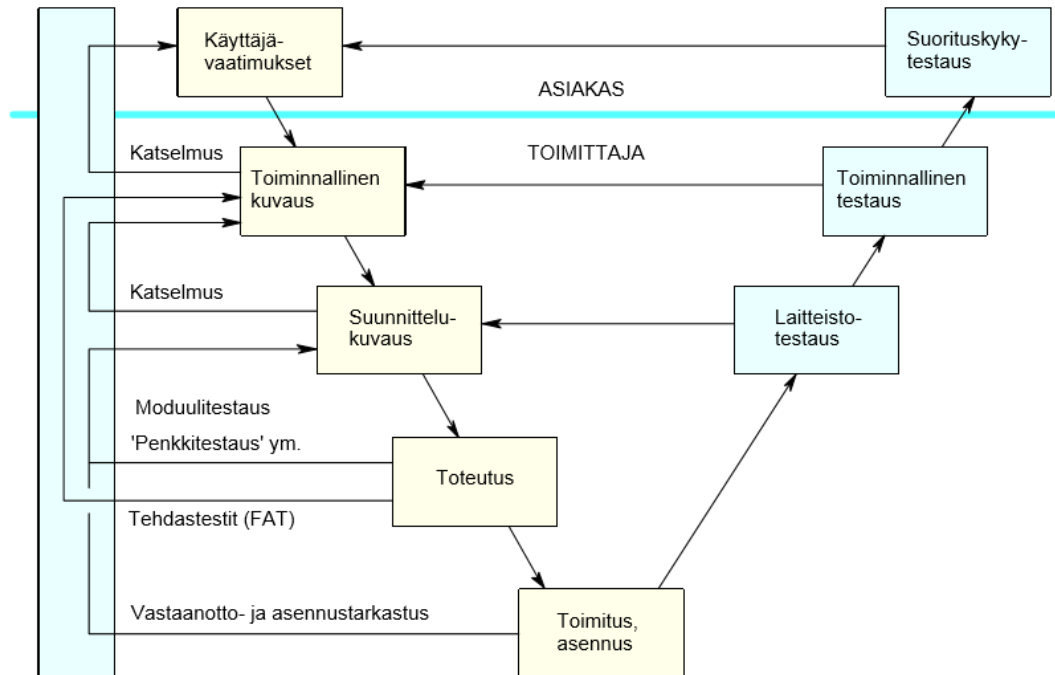 Käyttäjä-
vaatimukset
Suorituskyky-
testaus
ASIAKAS
Katselmus
TOIMITTAJA
Toiminnallinen
kuvaus
Toiminnallinen
testaus
Katselmus
Suunnittelu-
kuvaus
Laitteisto-
testaus
Moduulitestaus
'Penkkitestaus' ym.
Toteutus
Tehdastestit (FAT)
Vastaanotto- ja asennustarkastus
Toimitus,
asennus